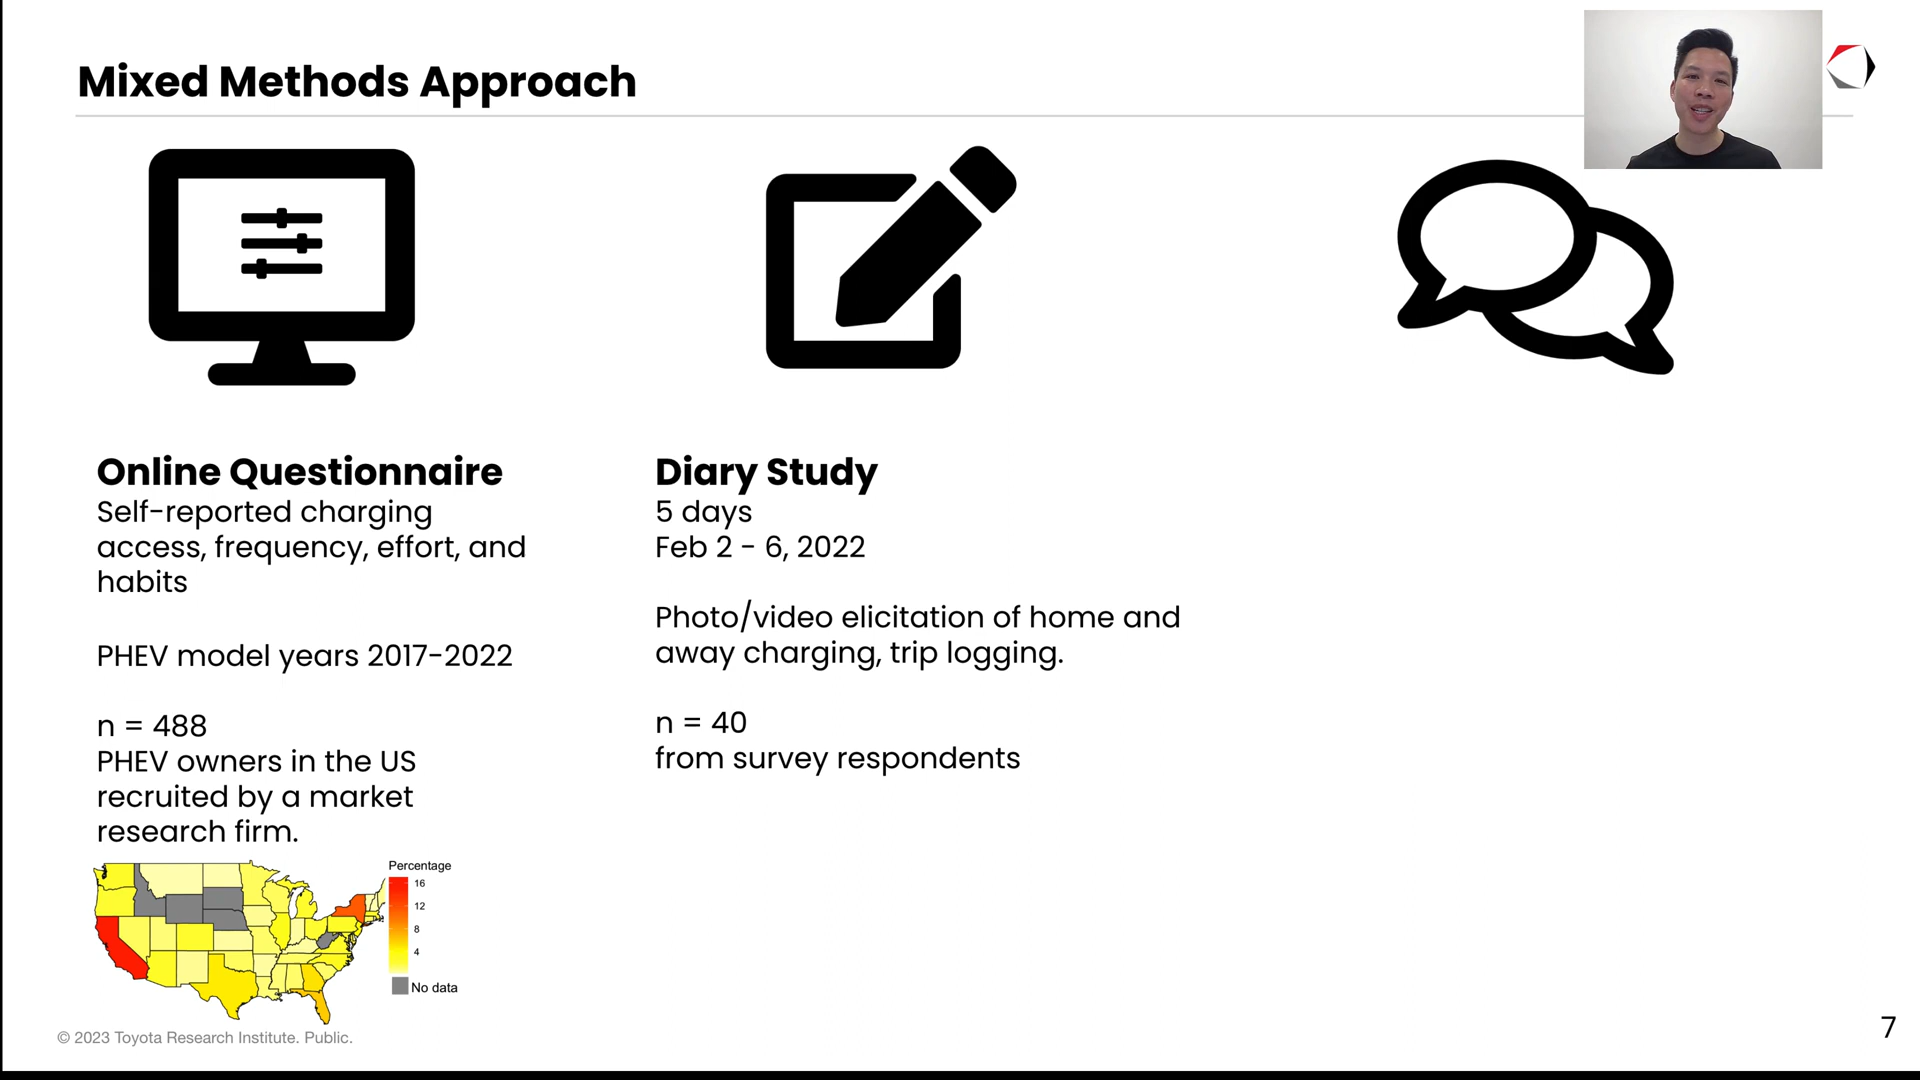 Mixed Methods Approach
Online Questionnaire
Self-reported charging
access, frequency, effort, and
habits
PHEV model years 2017-2022
n = 488
PHEV owners in the US
recruited by a market
research firm.
Percentage
16
12
8
4
No data
Diary Study
5 days
Feb 2 - 6, 2022
Photo/video elicitation of home and
away charging, trip logging.
n = 40
from survey respondents
© 2023 Toyota Research Institute. Public.
7